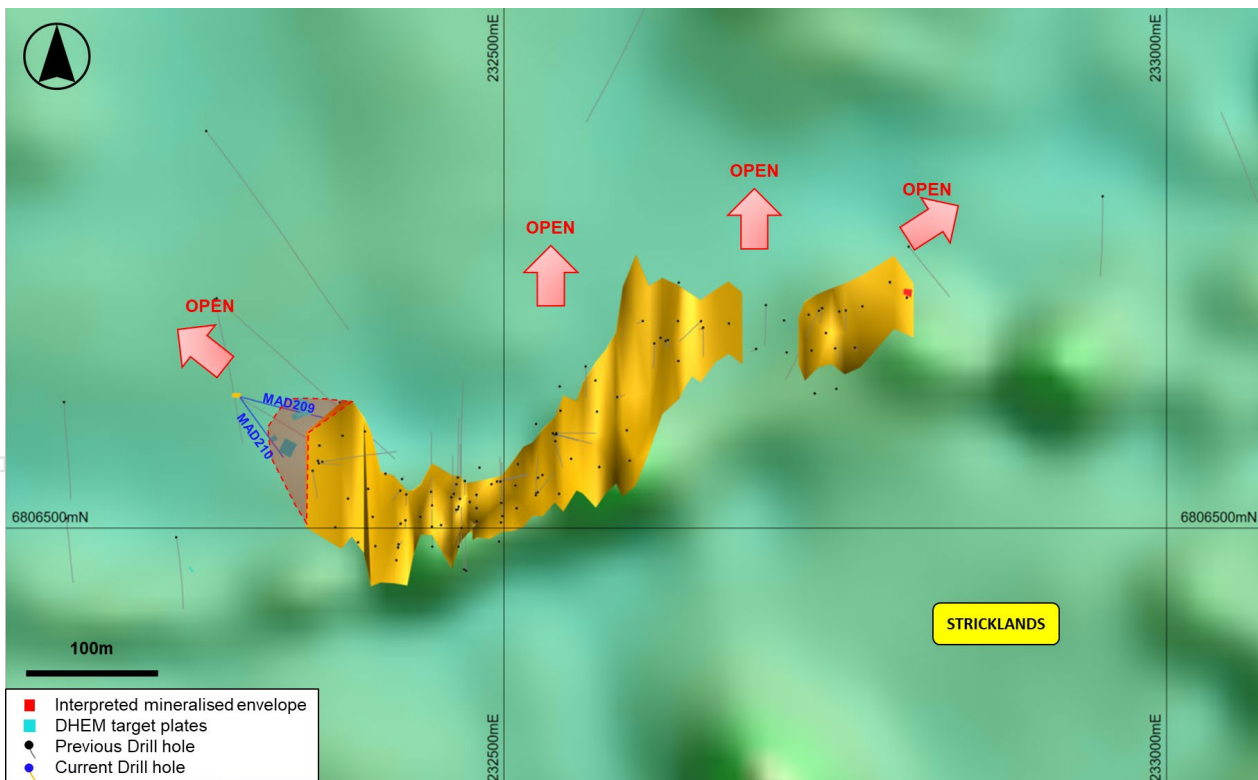 232500mE
233000mE
OPEN
OPEN
OPEN
OPEN
MAD209
MAD210
6806500mN
6806500mN
STRICKLANDS
100m
232500mE
233000mE
Interpreted mineralised envelope
DHEM target plates
Previous Drill hole
Current Drill hole